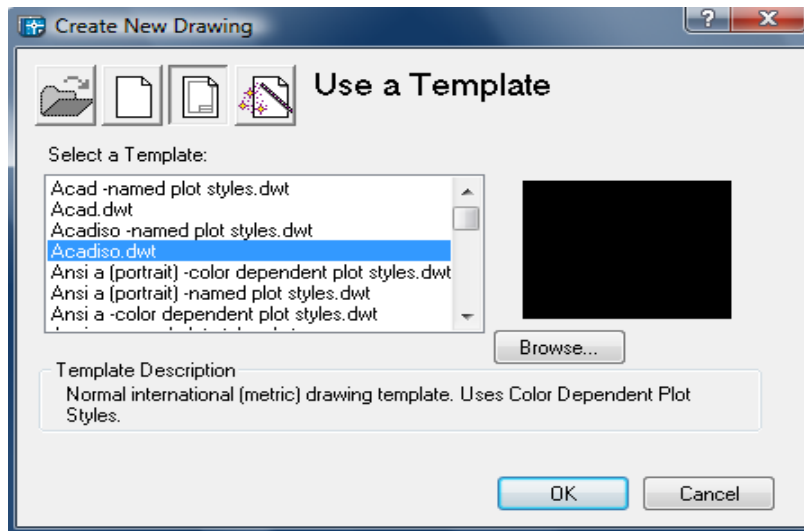 Create New Drawing
?
Use a Template
Select a Template:
Acad -named plot styles.dwt
Acad.dwt
Acadiso -named plot styles.dwt
Acadiso.dwt
Ansi a (portrait) -color dependent plot styles.dwt
Ansi a (portrait) -named plot styles.dwt
Ansi a -color dependent plot styles.dwt
Browse...
Template Description
Normal international (metric) drawing template. Uses Color Dependent Plot
Styles.
OK
Cancel